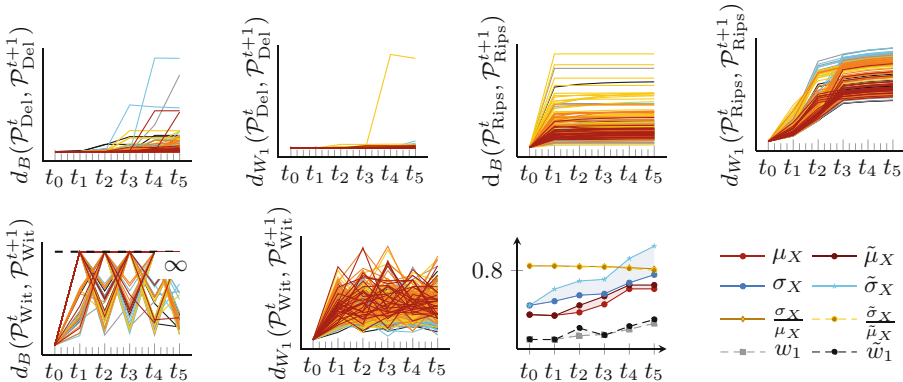 d_B(𝒫^t_Del, 𝒫^{t+1}_Del)
t_0 t_1 t_2 t_3 t_4 t_5
d_{W_1}(𝒫^t_Del, 𝒫^{t+1}_Del)
t_0 t_1 t_2 t_3 t_4 t_5
d_B(𝒫^t_Rips, 𝒫^{t+1}_Rips)
t_0 t_1 t_2 t_3 t_4 t_5
d_{W_1}(𝒫^t_Rips, 𝒫^{t+1}_Rips)
t_0 t_1 t_2 t_3 t_4 t_5
d_B(𝒫^t_Wit, 𝒫^{t+1}_Wit)
∞
t_0 t_1 t_2 t_3 t_4 t_5
d_{W_1}(𝒫^t_Wit, 𝒫^{t+1}_Wit)
t_0 t_1 t_2 t_3 t_4 t_5
0.8
t_0 t_1 t_2 t_3 t_4 t_5
μ_X μ̃_X
σ_X σ̃_X
σ_X/μ_X σ̃_X/μ̃_X
w_1 w̃_1